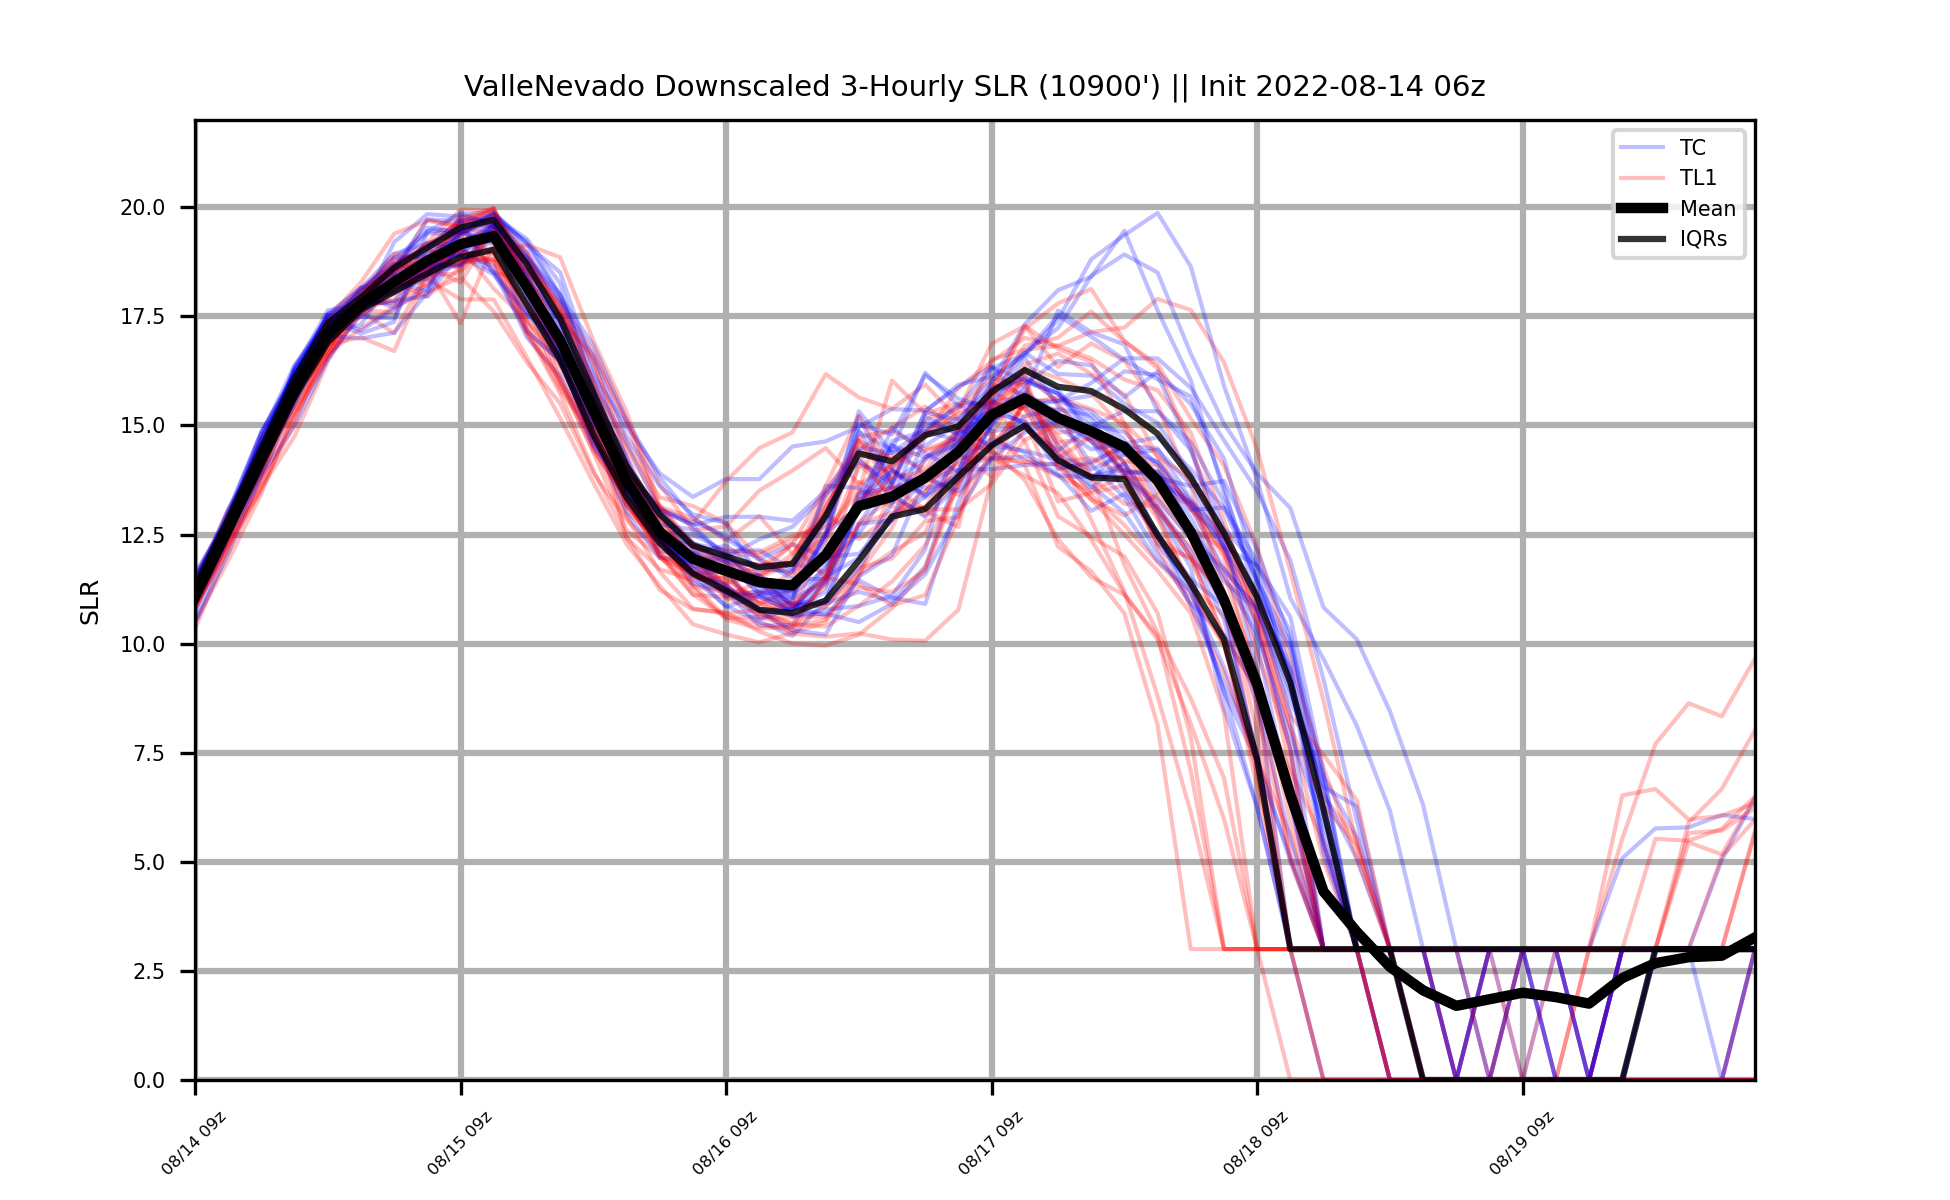 ValleNevado Downscaled 3-Hourly SLR (10900') || Init 2022-08-14 06z
TC
TL1
Mean
IQRs
20.0
17.5
15.0
12.5
10.0
7.5
5.0
2.5
0.0
SLR
08/14 09z
08/15 09z
08/16 09z
08/17 09z
08/18 09z
08/19 09z